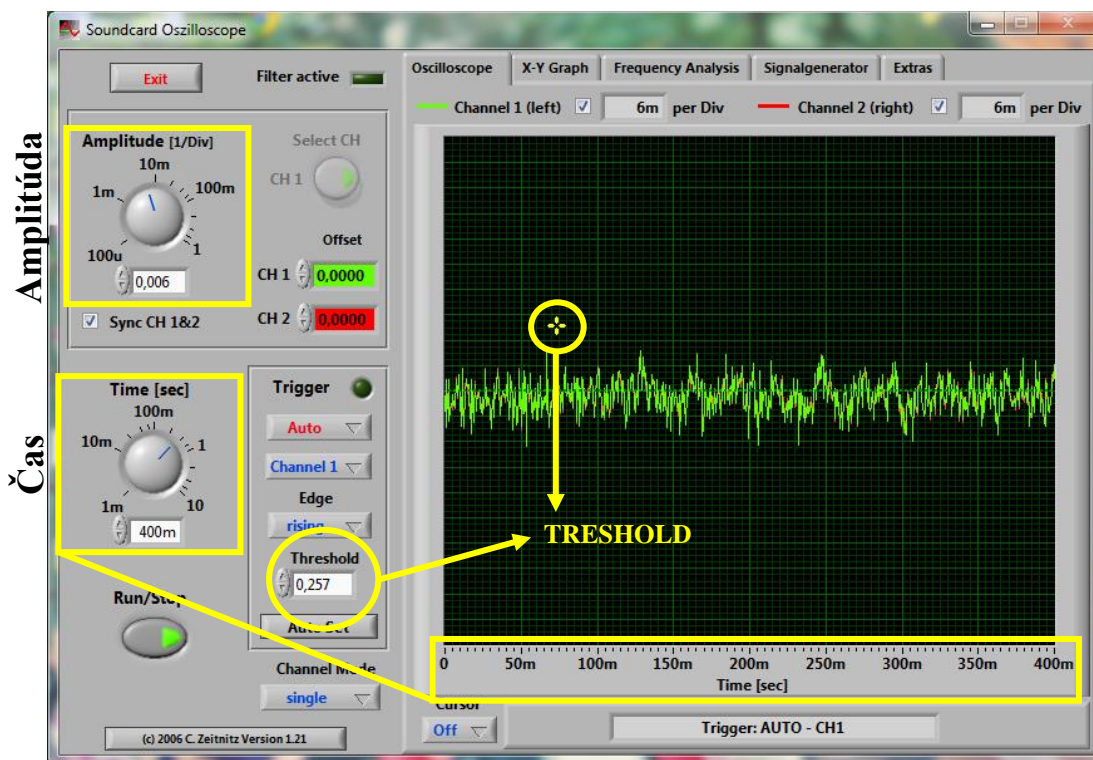 Soundcard Oszilloscope
Exit
Filter active
Amplitúda
Amplitude [1/Div]
10m
1m
100m
100u
1
0,006
Select CH
CH 1
Offset
CH 1 0,0000
CH 2 0,0000
Sync CH 1&2
Čas
Time [sec]
100m
10m
1
1m
10
400m
Run/Stop
Trigger
Auto
Channel 1
Edge
rising
Threshold
0,257
Auto Set
Channel Mode
single
(c) 2006 C. Zeitnitz Version 1.21
Oscilloscope X-Y Graph Frequency Analysis Signalgenerator Extras
Channel 1 (left) 6m per Div Channel 2 (right) 6m per Div
TRESHOLD
0 50m 100m 150m 200m 250m 300m 350m 400m
Time [sec]
Cursor
Off
Trigger: AUTO - CH1